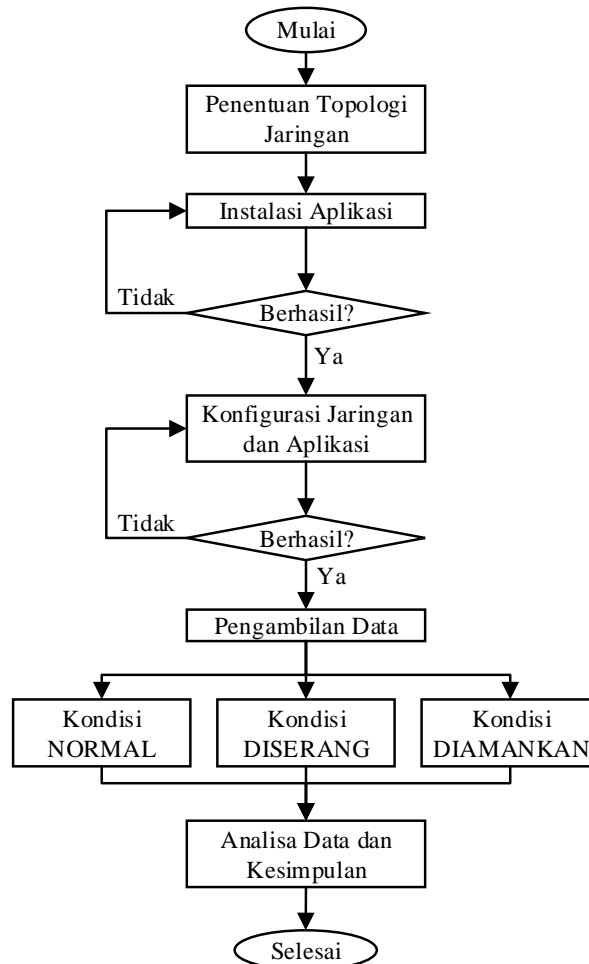 Mulai
Penentuan Topologi
Jaringan
Instalasi Aplikasi
Tidak
Berhasil?
Ya
Konfigurasi Jaringan
dan Aplikasi
Tidak
Berhasil?
Ya
Pengambilan Data
Kondisi
NORMAL
Kondisi
DISERANG
Kondisi
DIAMANKAN
Analisa Data dan
Kesimpulan
Selesai